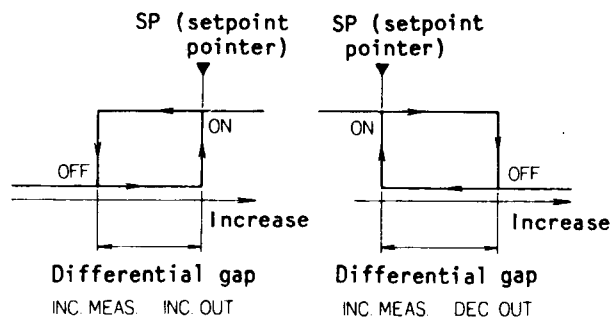 SP (setpoint
pointer)
ON
OFF
Increase
Differential gap
INC. MEAS. INC. OUT
SP (setpoint
pointer)
ON
OFF
Increase
Differential gap
INC. MEAS. DEC OUT